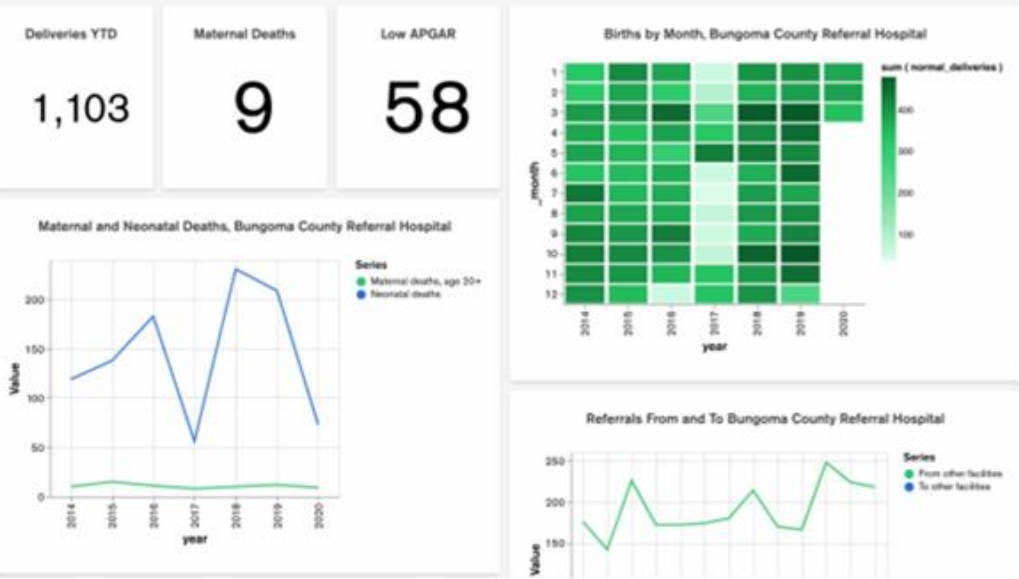 Deliveries YTD
1,103
Maternal Deaths
9
Low APGAR
58
Maternal and Neonatal Deaths, Bungoma County Referral Hospital
Series
Maternal deaths, age 20+
Neonatal deaths
Value
200
150
100
50
0
2014
2015
2016
2017
2018
2019
2020
year
Births by Month, Bungoma County Referral Hospital
_month
1
2
3
4
5
6
7
8
9
10
11
12
2014
2015
2016
2017
2018
2019
2020
year
sum ( normal_deliveries )
400
300
200
100
Referrals From and To Bungoma County Referral Hospital
Series
From other facilities
To other facilities
Value
250
200
150